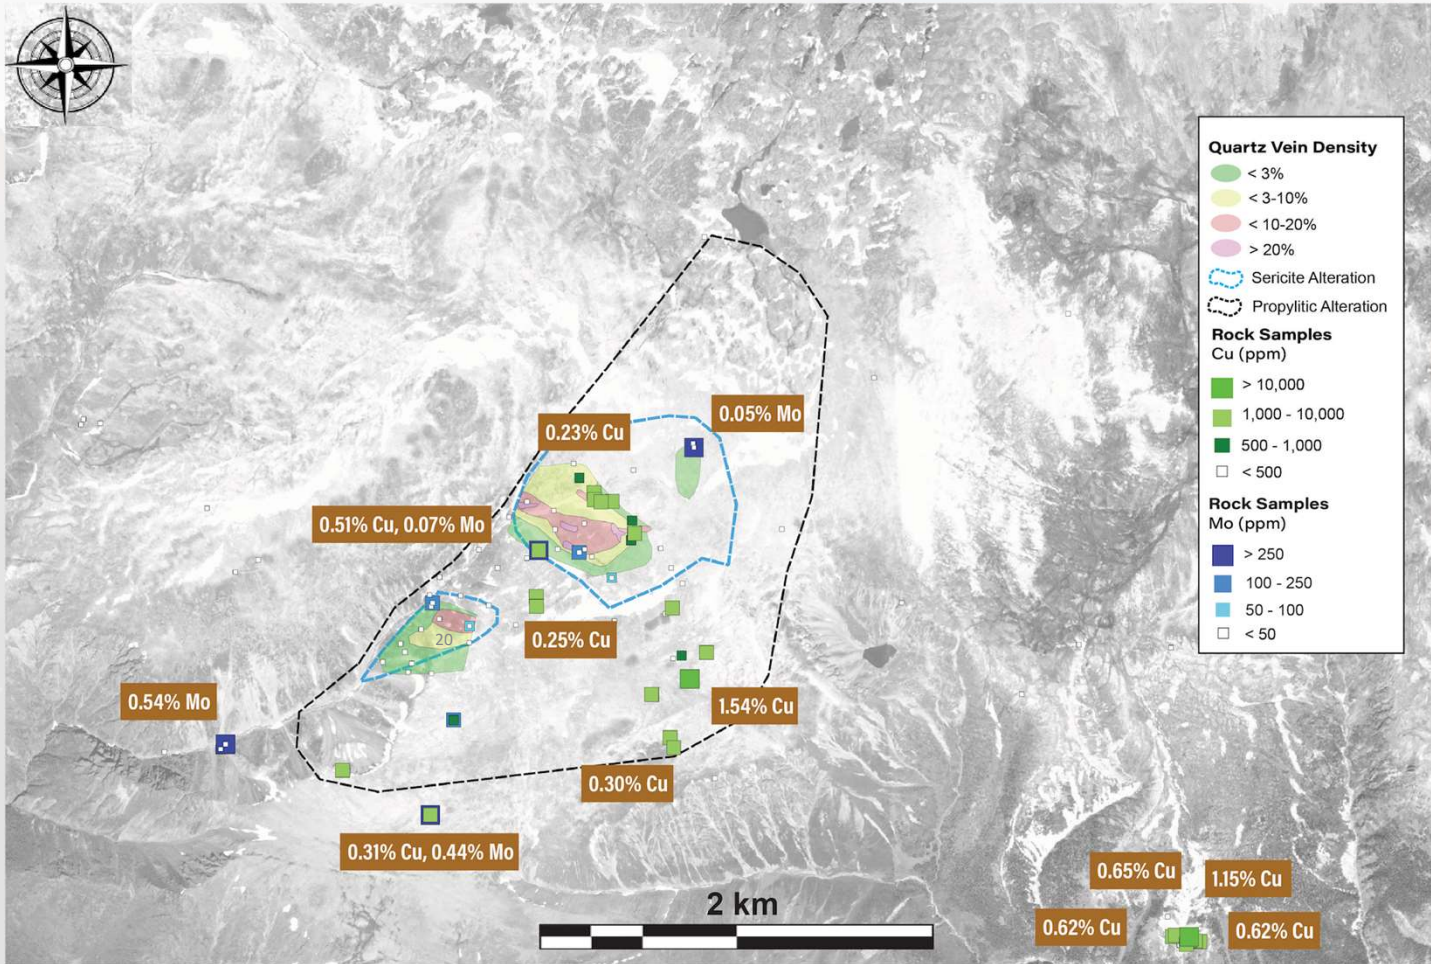 Quartz Vein Density
< 3%
< 3-10%
< 10-20%
> 20%
Sericite Alteration
Propylitic Alteration
Rock Samples
Cu (ppm)
> 10,000
1,000 - 10,000
500 - 1,000
< 500
Rock Samples
Mo (ppm)
> 250
100 - 250
50 - 100
< 50
0.05% Mo
0.23% Cu
0.51% Cu, 0.07% Mo
0.25% Cu
20
0.54% Mo
1.54% Cu
0.30% Cu
0.31% Cu, 0.44% Mo
0.65% Cu
1.15% Cu
0.62% Cu
0.62% Cu
2 km